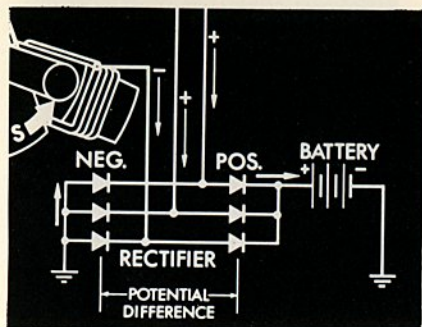 +
−
+
S
NEG.
POS.
BATTERY
+ −
RECTIFIER
POTENTIAL
DIFFERENCE